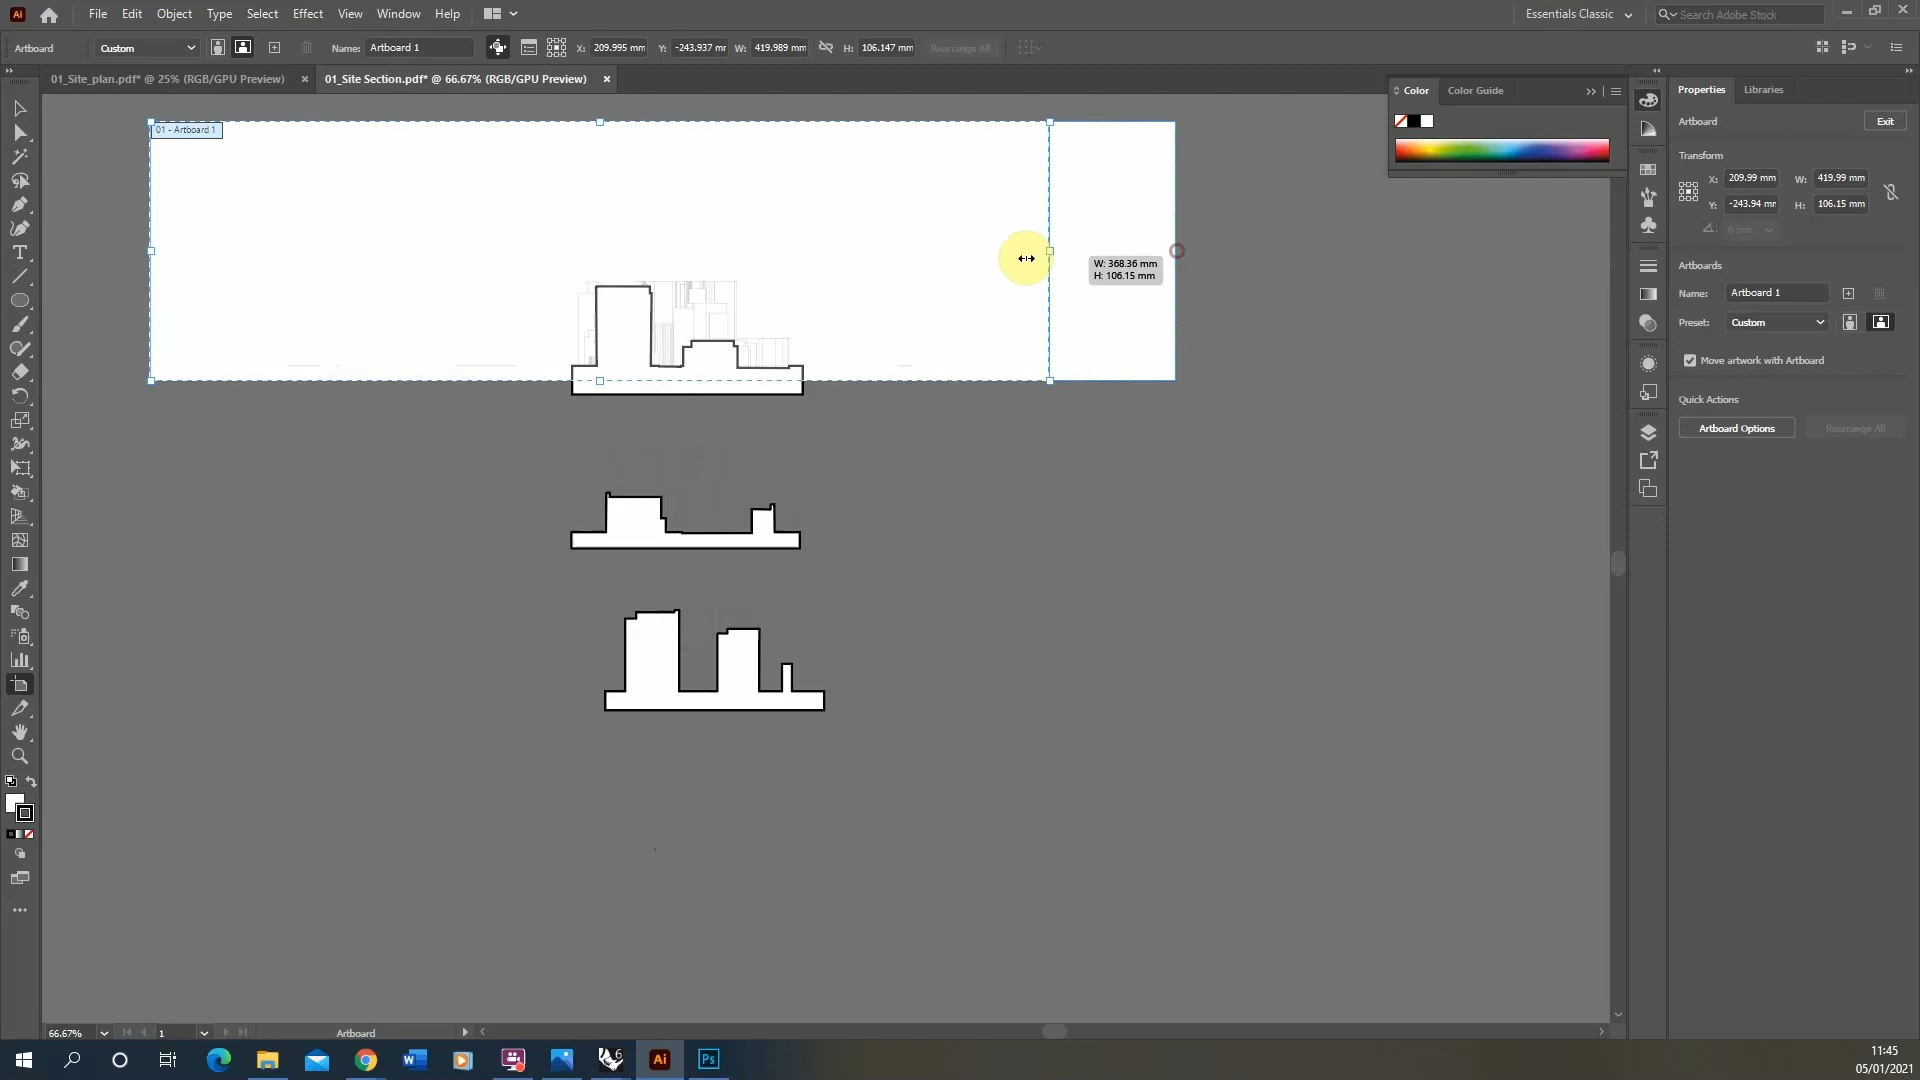 Ai File Edit Object Type Select Effect View Window Help Essentials Classic Search Adobe Stock
Artboard Custom Name: Artboard 1 X: 209.995 mm Y: -243.937 mr W: 419.989 mm H: 106.147 mm Rearrange All
01_Site_plan.pdf* @ 25% (RGB/GPU Preview) × 01_Site Section.pdf* @ 66.67% (RGB/GPU Preview) ×
Color Color Guide
Properties Libraries
Artboard Exit
01 - Artboard 1
Transform
X: 209.99 mm W: 419.99 mm
Y: -243.94 mr H: 106.15 mm
0 mm
W: 368.36 mm
H: 106.15 mm
Artboards
Name: Artboard 1
Preset: Custom
Move artwork with Artboard
Quick Actions
Artboard Options Rearrange All
66.67% 1 Artboard
W 6 Ai Ps
11:45
05/01/2021